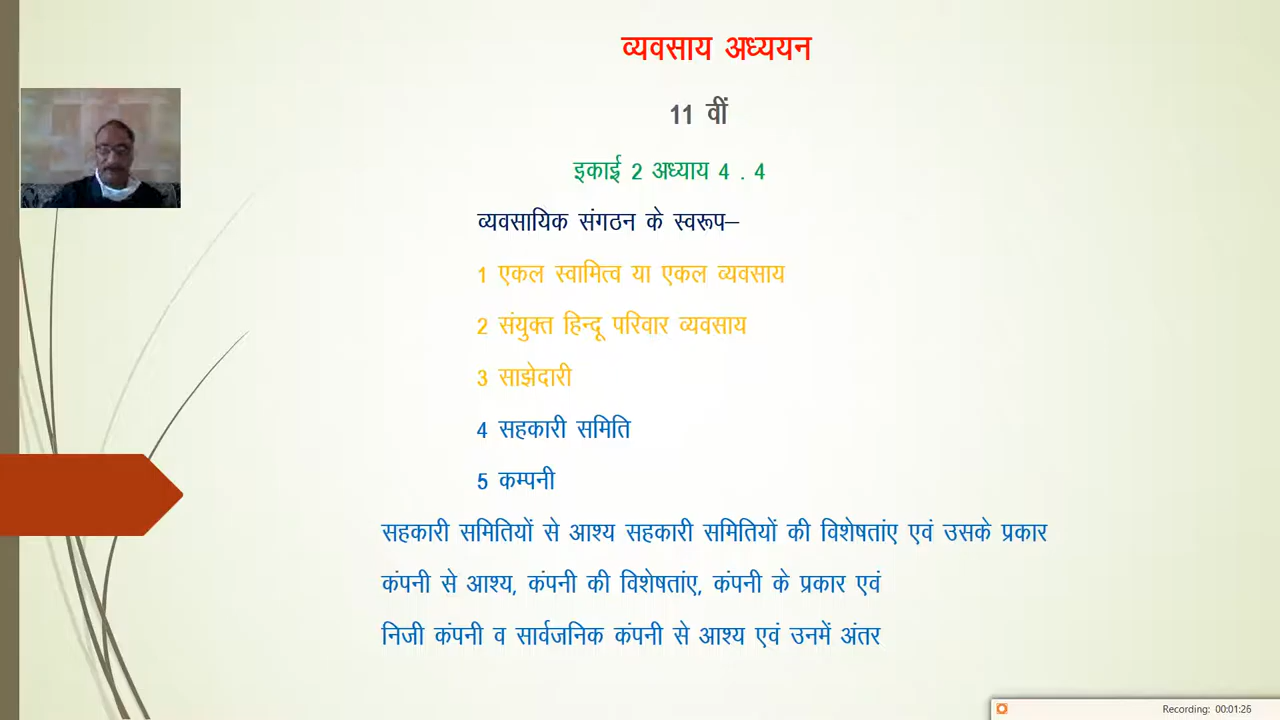 व्यवसाय अध्ययन
11 वीं
इकाई 2 अध्याय 4 . 4
व्यवसायिक संगठन के स्वरूप–
1 एकल स्वामित्व या एकल व्यवसाय
2 संयुक्त हिन्दू परिवार व्यवसाय
3 साझेदारी
4 सहकारी समिति
5 कम्पनी
सहकारी समितियों से आश्य सहकारी समितियों की विशेषतांए एवं उसके प्रकार
कंपनी से आश्य, कंपनी की विशेषतांए, कंपनी के प्रकार एवं
निजी कंपनी व सार्वजनिक कंपनी से आश्य एवं उनमें अंतर
Recording: 00:01:26